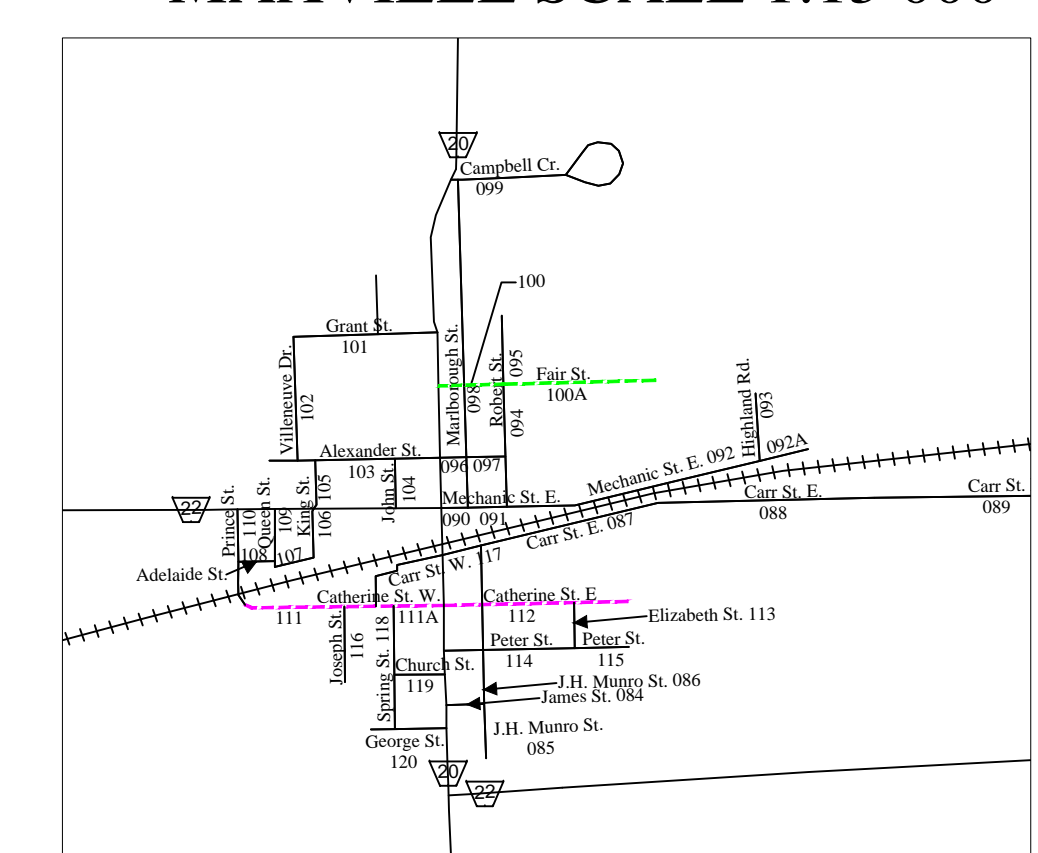 MAXVILLE SCALE 1:15 000
20
Campbell Cr.
099
100
Grant St.
101
Marlborough St.
098
Robert St.
095
094
Fair St.
100A
Villeneuve Dr.
102
Highland Rd.
093
Alexander St.
103
096
097
092A
Mechanic St. E. 092
King St.
105
106
John St.
104
22
Prince St.
110
Queen St.
109
Mechanic St. E.
090
091
Carr St. E.
088
Carr St.
089
Carr St. E. 087
108
107
Adelaide St.
Carr St. W. 117
Catherine St. W.
111
111A
Catherine St. E
112
Elizabeth St. 113
Joseph St.
116
Spring St. 118
Peter St.
114
Peter St.
115
Church St.
119
J.H. Munro St. 086
James St. 084
J.H. Munro St.
085
George St.
120
20
22